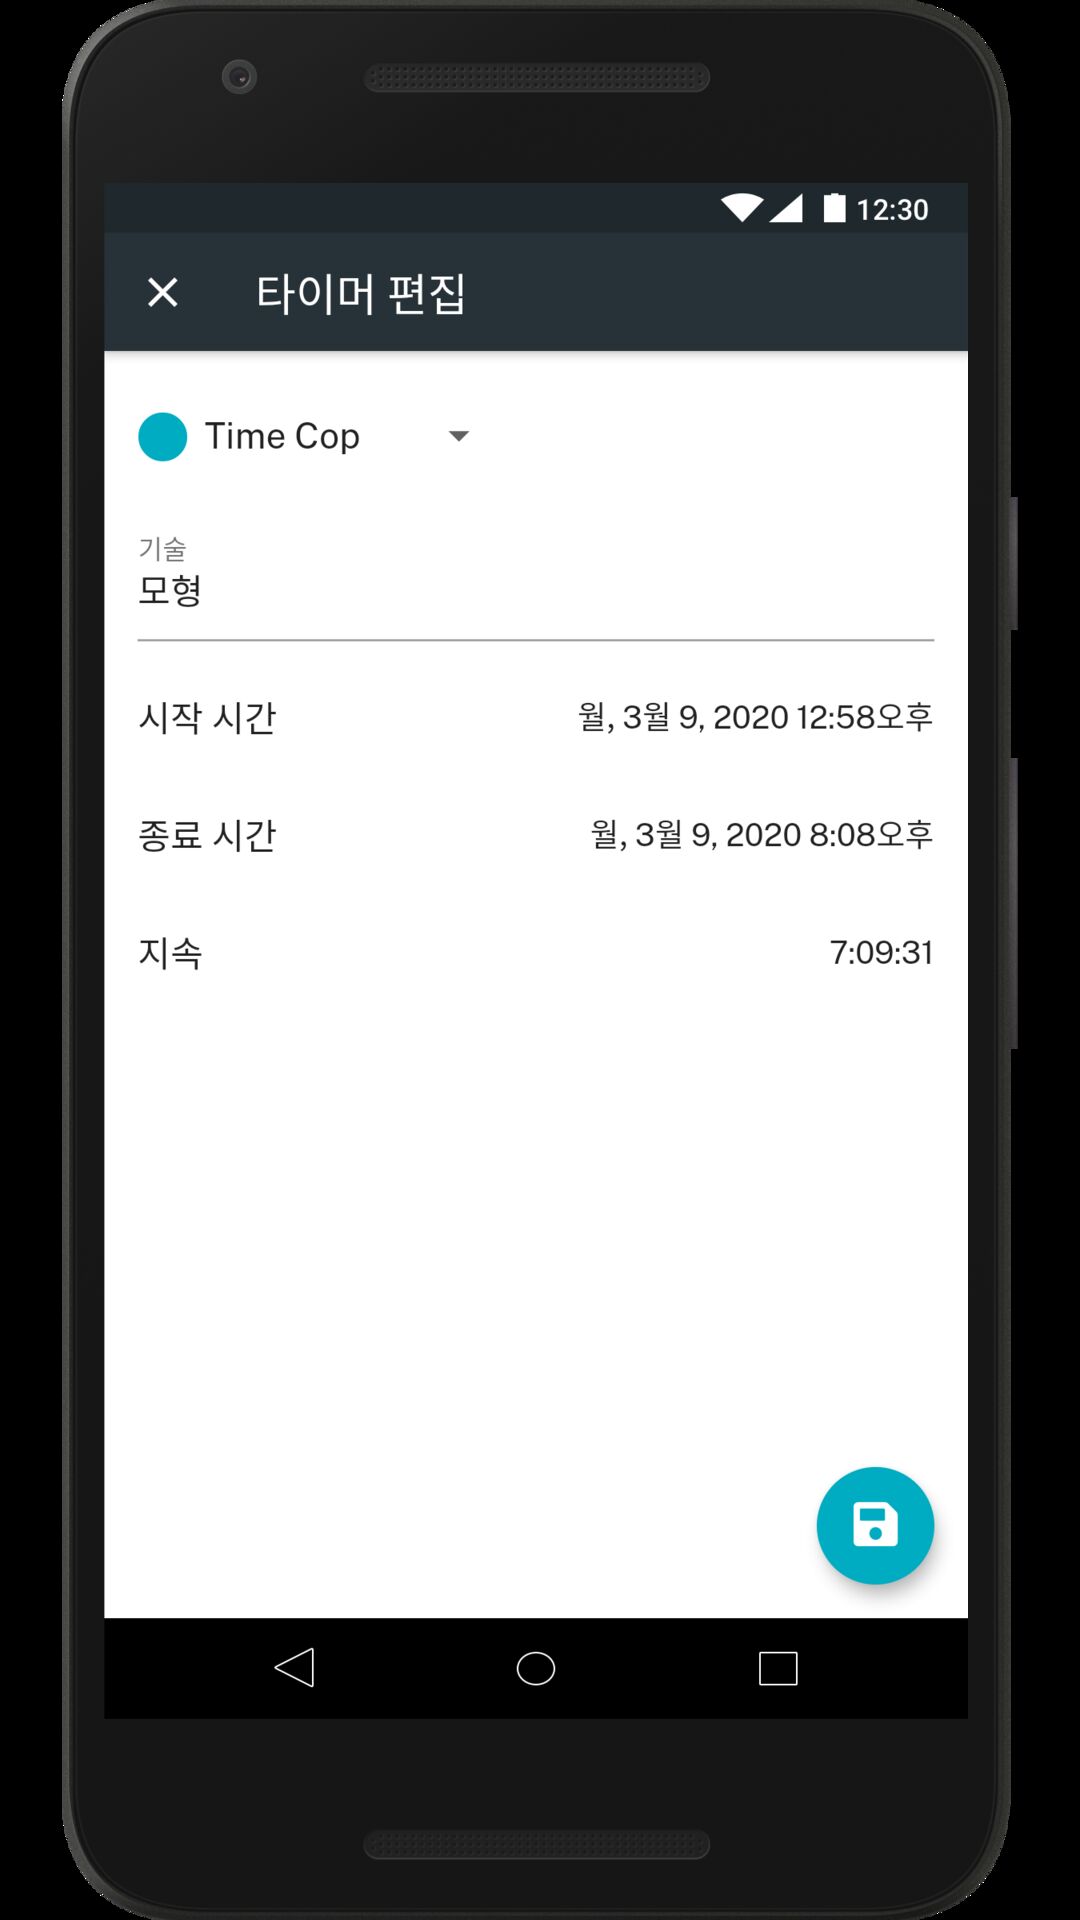 12:30
타이머 편집
Time Cop
기술
모형
시작 시간 월, 3월 9, 2020 12:58오후
종료 시간 월, 3월 9, 2020 8:08오후
지속 7:09:31